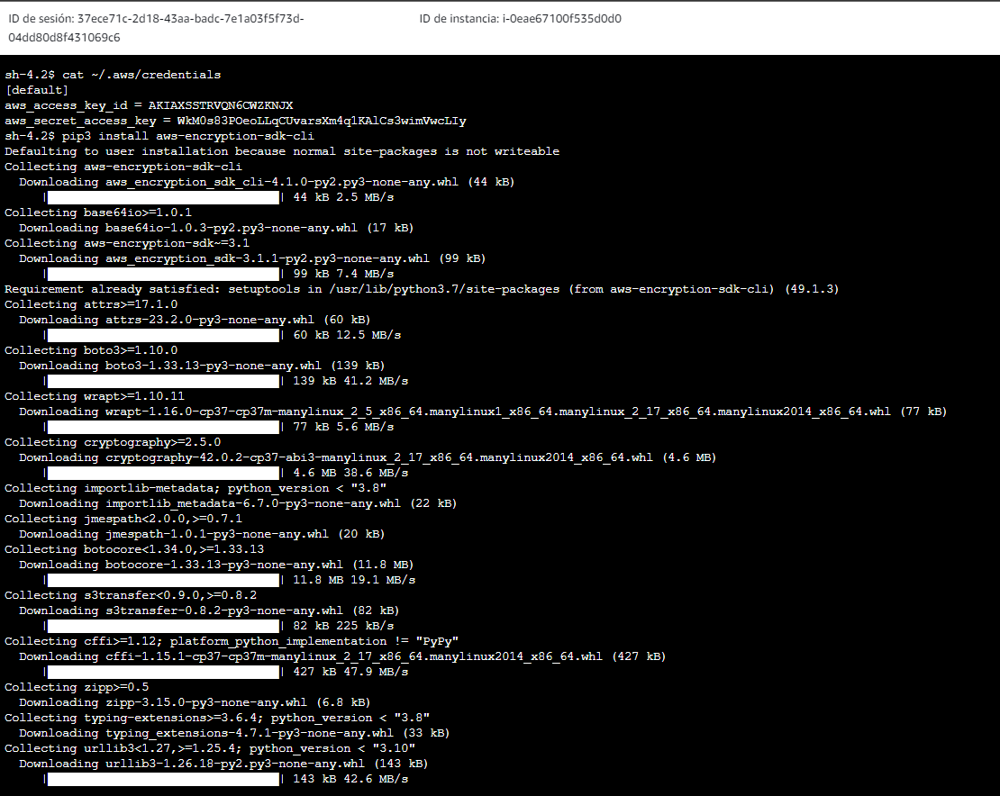 ID de sesión: 37ece71c-2d18-43aa-badc-7e1a03f5f73d-
04dd80d8f431069c6
ID de instancia: i-0eae67100f535d0d0
sh-4.2$ cat ~/.aws/credentials
[default]
aws_access_key_id = AKIAXSSTRVQN6CWZKNJX
aws_secret_access_key = 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
sh-4.2$ pip3 install aws-encryption-sdk-cli
Defaulting to user installation because normal site-packages is not writeable
Collecting aws-encryption-sdk-cli
Downloading aws_encryption_sdk_cli-4.1.0-py2.py3-none-any.whl (44 kB)
| | 44 kB 2.5 MB/s
Collecting base64io>=1.0.1
Downloading base64io-1.0.3-py2.py3-none-any.whl (17 kB)
Collecting aws-encryption-sdk~=3.1
Downloading aws_encryption_sdk-3.1.1-py2.py3-none-any.whl (99 kB)
| | 99 kB 7.4 MB/s
Requirement already satisfied: setuptools in /usr/lib/python3.7/site-packages (from aws-encryption-sdk-cli) (49.1.3)
Collecting attrs>=17.1.0
Downloading attrs-23.2.0-py3-none-any.whl (60 kB)
| | 60 kB 12.5 MB/s
Collecting boto3>=1.10.0
Downloading boto3-1.33.13-py3-none-any.whl (139 kB)
| | 139 kB 41.2 MB/s
Collecting wrapt>=1.10.11
Downloading wrapt-1.16.0-cp37-cp37m-manylinux_2_5_x86_64.manylinux1_x86_64.manylinux_2_17_x86_64.manylinux2014_x86_64.whl (77 kB)
| | 77 kB 5.6 MB/s
Collecting cryptography>=2.5.0
Downloading cryptography-42.0.2-cp37-abi3-manylinux_2_17_x86_64.manylinux2014_x86_64.whl (4.6 MB)
| | 4.6 MB 38.6 MB/s
Collecting importlib-metadata; python_version < "3.8"
Downloading importlib_metadata-6.7.0-py3-none-any.whl (22 kB)
Collecting jmespath<2.0.0,>=0.7.1
Downloading jmespath-1.0.1-py3-none-any.whl (20 kB)
Collecting botocore<1.34.0,>=1.33.13
Downloading botocore-1.33.13-py3-none-any.whl (11.8 MB)
| | 11.8 MB 19.1 MB/s
Collecting s3transfer<0.9.0,>=0.8.2
Downloading s3transfer-0.8.2-py3-none-any.whl (82 kB)
| | 82 kB 225 kB/s
Collecting cffi>=1.12; platform_python_implementation != "PyPy"
Downloading cffi-1.15.1-cp37-cp37m-manylinux_2_17_x86_64.manylinux2014_x86_64.whl (427 kB)
| | 427 kB 47.9 MB/s
Collecting zipp>=0.5
Downloading zipp-3.15.0-py3-none-any.whl (6.8 kB)
Collecting typing-extensions>=3.6.4; python_version < "3.8"
Downloading typing_extensions-4.7.1-py3-none-any.whl (33 kB)
Collecting urllib3<1.27,>=1.25.4; python_version < "3.10"
Downloading urllib3-1.26.18-py2.py3-none-any.whl (143 kB)
| | 143 kB 42.6 MB/s